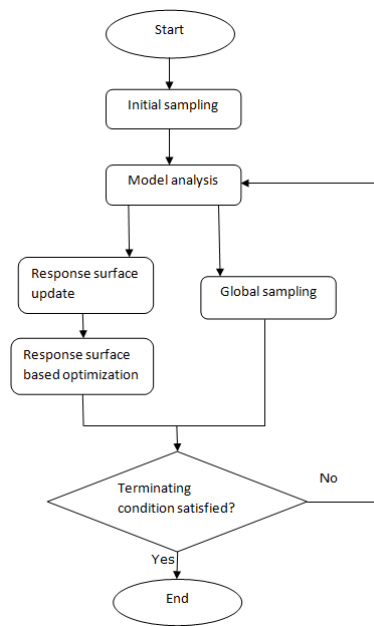 Start
Initial sampling
Model analysis
Response surface
update
Global sampling
Response surface
based optimization
Terminating
condition satisfied?
No
Yes
End